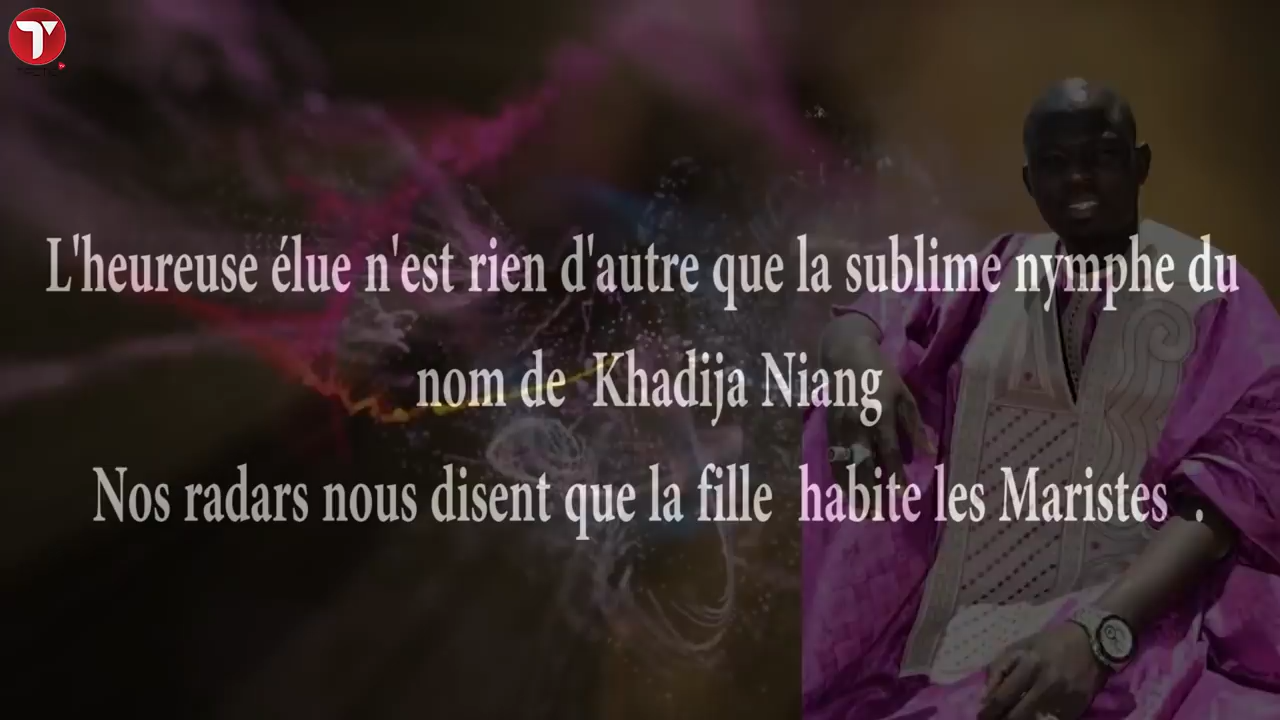 L'heureuse élue n'est rien d'autre que la sublime nymphe du
nom de Khadija Niang
Nos radars nous disent que la fille habite les Maristes .